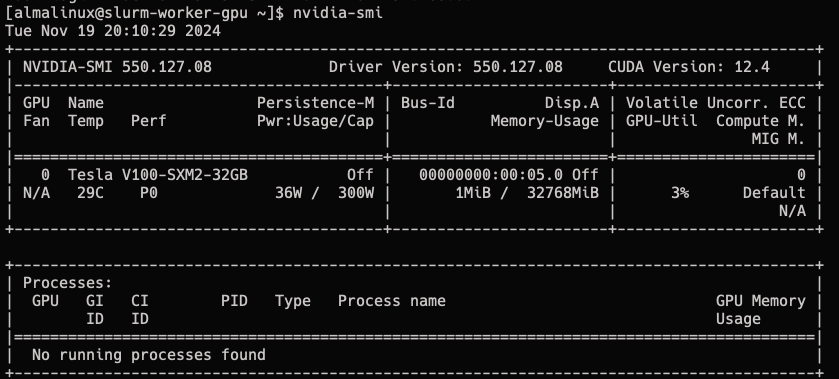 [almalinux@slurm-worker-gpu ~]$ nvidia-smi
Tue Nov 19 20:10:29 2024
+-----------------------------------------------------------------------------------------+
| NVIDIA-SMI 550.127.08             Driver Version: 550.127.08     CUDA Version: 12.4     |
|-----------------------------------------+------------------------+----------------------+
| GPU  Name                 Persistence-M | Bus-Id          Disp.A | Volatile Uncorr. ECC |
| Fan  Temp   Perf          Pwr:Usage/Cap |           Memory-Usage | GPU-Util  Compute M. |
|                                         |                        |               MIG M. |
|=========================================+========================+======================|
|   0  Tesla V100-SXM2-32GB           Off |   00000000:00:05.0 Off |                    0 |
| N/A   29C    P0              36W /  300W |       1MiB /  32768MiB |      3%      Default |
|                                         |                        |                  N/A |
+-----------------------------------------+------------------------+----------------------+
+-----------------------------------------------------------------------------------------+
| Processes:                                                                              |
|  GPU   GI   CI        PID   Type   Process name                              GPU Memory |
|        ID   ID                                                               Usage      |
|=========================================================================================|
|  No running processes found                                                             |
+-----------------------------------------------------------------------------------------+